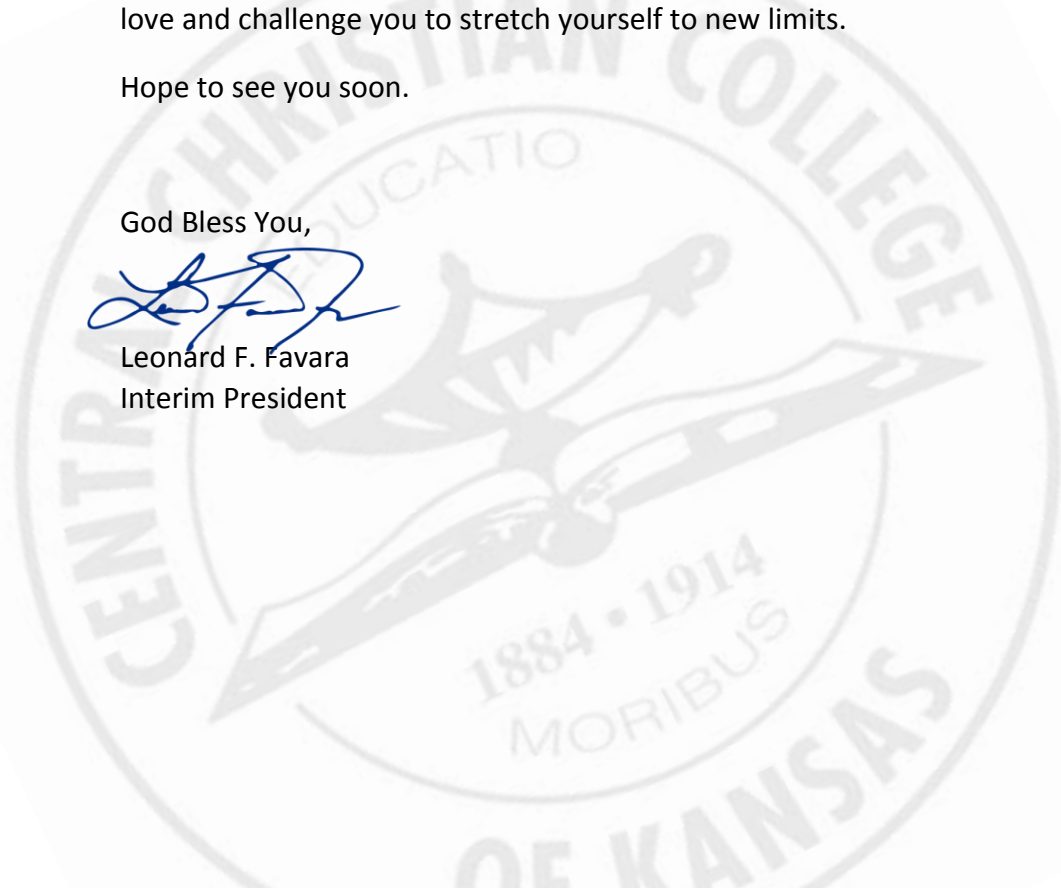 love and challenge you to stretch yourself to new limits.
Hope to see you soon.
God Bless You,
Leonard F. Favara
Interim President
CENTRAL CHRISTIAN COLLEGE
EDUCATIO
1884 • 1914
MORIBUS
OF KANSAS